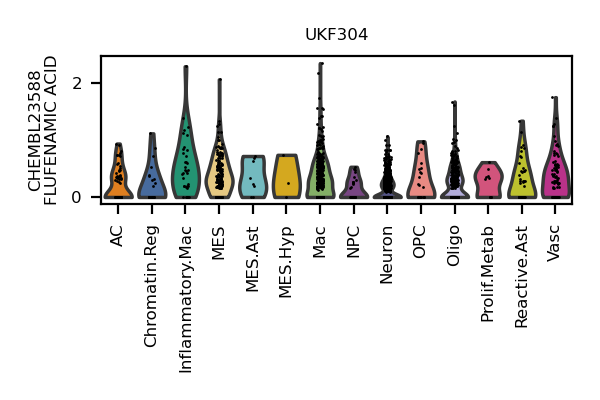 UKF304
CHEMBL23588
FLUFENAMIC ACID
2
0
AC
Chromatin.Reg
Inflammatory.Mac
MES
MES.Ast
MES.Hyp
Mac
NPC
Neuron
OPC
Oligo
Prolif.Metab
Reactive.Ast
Vasc